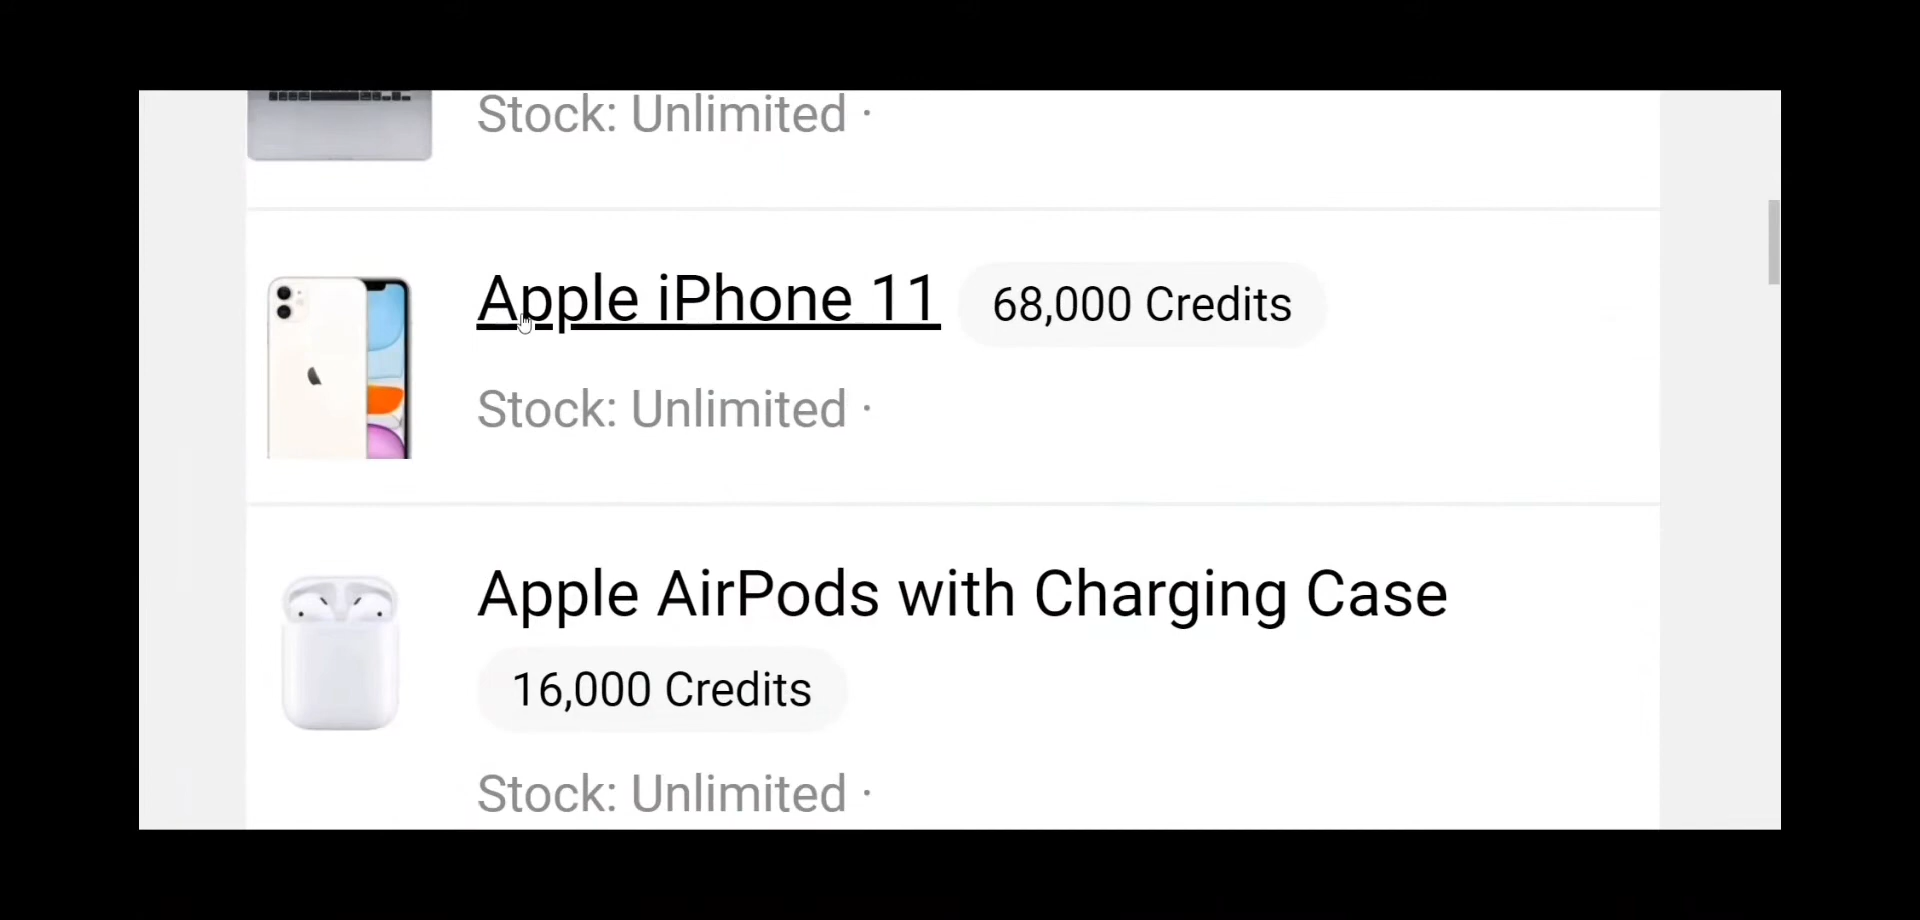 Stock: Unlimited ·
Apple iPhone 11 68,000 Credits
Stock: Unlimited ·
Apple AirPods with Charging Case
16,000 Credits
Stock: Unlimited ·